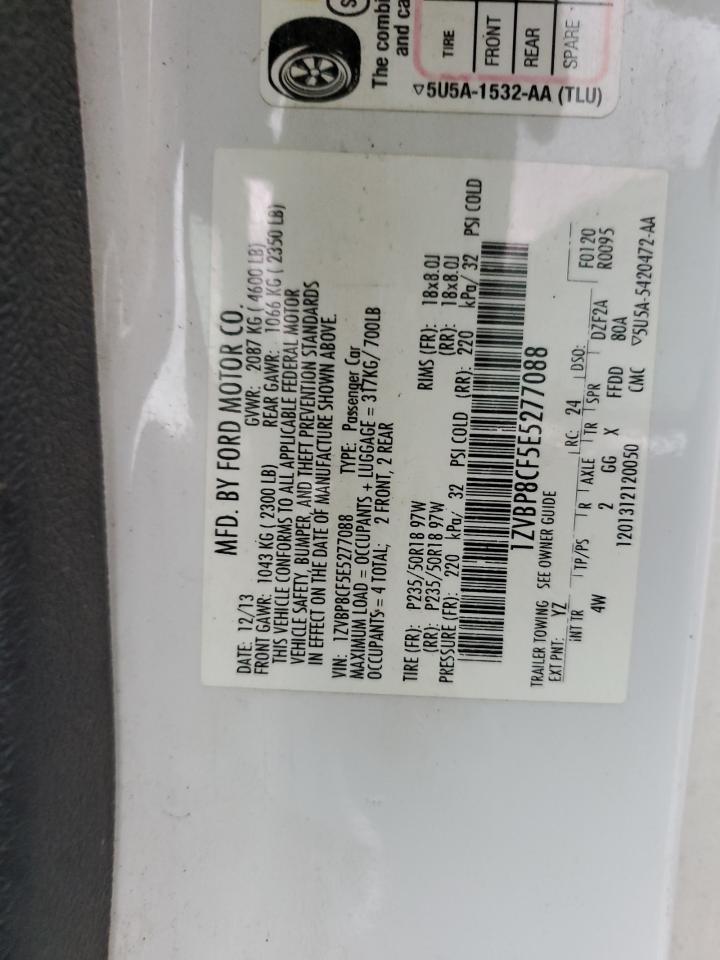 The combi
and ca
TIRE
FRONT
REAR
SPARE
▽5U5A-1532-AA (TLU)
MFD. BY FORD MOTOR CO.
DATE: 12/13 GVWR: 2087 KG ( 4600 LB)
FRONT GAWR: 1043 KG ( 2300 LB) REAR GAWR: 1066 KG ( 2350 LB)
THIS VEHICLE CONFORMS TO ALL APPLICABLE FEDERAL MOTOR
VEHICLE SAFETY, BUMPER, AND THEFT PREVENTION STANDARDS
IN EFFECT ON THE DATE OF MANUFACTURE SHOWN ABOVE.
VIN: 1ZVBP8CF5E5277088 TYPE: Passenger Car
MAXIMUM LOAD = OCCUPANTS + LUGGAGE = 317KG/ 700LB
OCCUPANTS = 4 TOTAL; 2 FRONT, 2 REAR
TIRE (FR): P235/50R18 97W RIMS (FR): 18x8.0J
(RR): P235/50R18 97W (RR): 18x8.0J
PRESSURE (FR): 220 kPa/ 32 PSI COLD (RR): 220 kPa/ 32 PSI COLD
1ZVBP8CF5E5277088
TRAILER TOWING SEE OWNER GUIDE
EXT PNT: YZ RC: 24 DSO: F0120
INT TR TP/PS R AXLE TR SPR DZF2A R0095
4W 2 GG X FFDD 80A
1201312120050 CMC ▽5U5A-5420472-AA